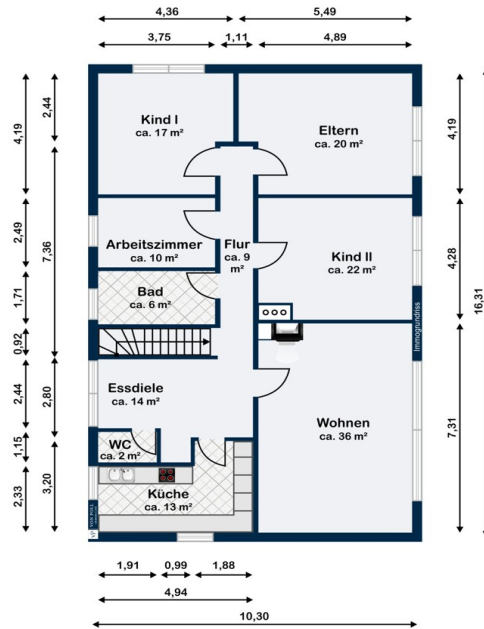 4,36
5,49
3,75
1,11
4,89
4,19
2,44
2,49
7,36
1,71
0,92
2,44
2,80
1,15
3,20
2,33
Kind I
ca. 17 m²
Eltern
ca. 20 m²
Arbeitszimmer
ca. 10 m²
Flur
ca. 9
m²
Kind II
ca. 22 m²
Bad
ca. 6 m²
Essdiele
ca. 14 m²
Wohnen
ca. 36 m²
WC
ca. 2 m²
Küche
ca. 13 m²
Immogrundriss
VON POLL
4,19
4,28
16,31
7,31
1,91
0,99
1,88
4,94
10,30